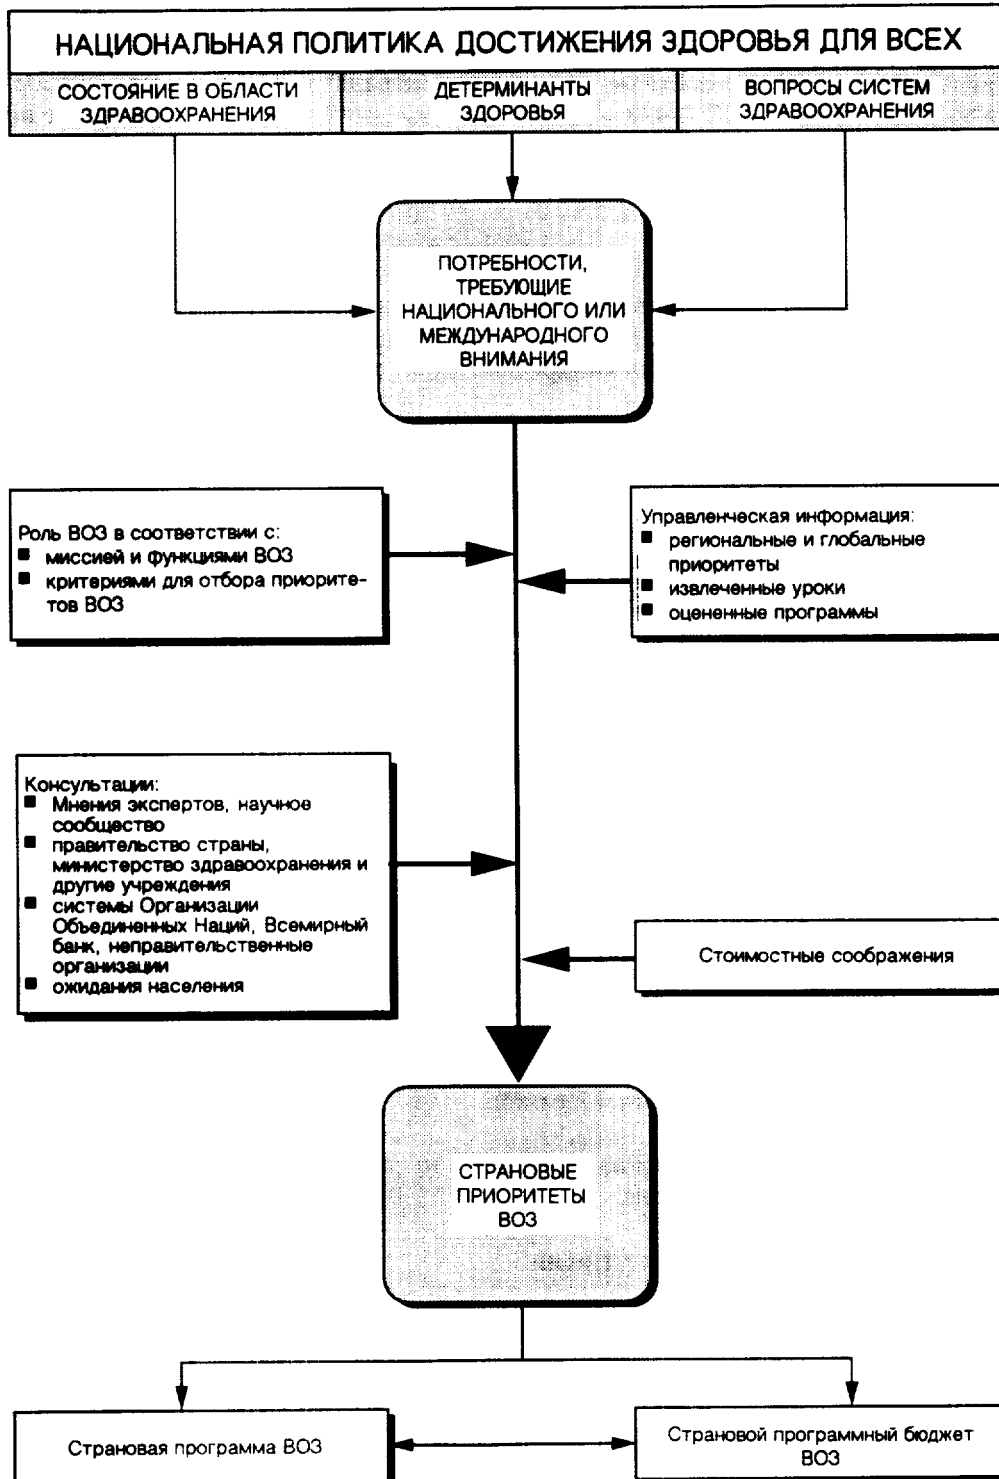 НАЦИОНАЛЬНАЯ ПОЛИТИКА ДОСТИЖЕНИЯ ЗДОРОВЬЯ ДЛЯ ВСЕХ
СОСТОЯНИЕ В ОБЛАСТИ
ЗДРАВООХРАНЕНИЯ
ДЕТЕРМИНАНТЫ
ЗДОРОВЬЯ
ВОПРОСЫ СИСТЕМ
ЗДРАВООХРАНЕНИЯ
ПОТРЕБНОСТИ,
ТРЕБУЮЩИЕ
НАЦИОНАЛЬНОГО ИЛИ
МЕЖДУНАРОДНОГО
ВНИМАНИЯ
Роль ВОЗ в соответствии с:
■ миссией и функциями ВОЗ
■ критериями для отбора приорите-
тов ВОЗ
Управленческая информация:
■ региональные и глобальные
приоритеты
■ извлеченные уроки
■ оцененные программы
Консультации:
■ Мнения экспертов, научное
сообщество
■ правительство страны,
министерство здравоохранения и
другие учреждения
■ системы Организации
Объединенных Наций, Всемирный
банк, неправительственные
организации
■ ожидания населения
Стоимостные соображения
СТРАНОВЫЕ
ПРИОРИТЕТЫ
ВОЗ
Страновая программа ВОЗ
Страновой программный бюджет
ВОЗ